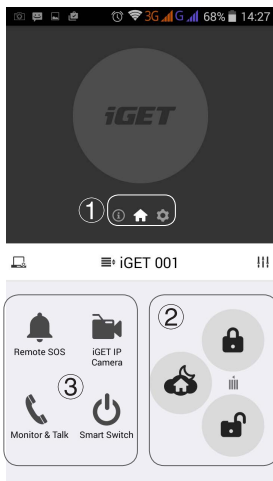 3G G 68% 14:27
iGET
①
iGET 001
②
Remote SOS
iGET IP Camera
③
Monitor & Talk
Smart Switch